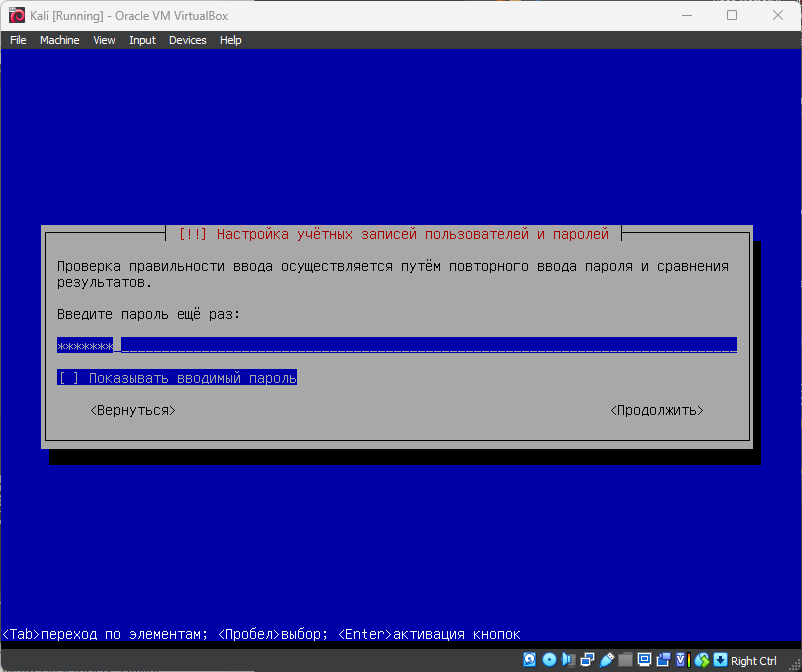 Kali [Running] - Oracle VM VirtualBox
File Machine View Input Devices Help
[!!] Настройка учётных записей пользователей и паролей
Проверка правильности ввода осуществляется путём повторного ввода пароля и сравнения
результатов.
Введите пароль ещё раз:
*******_____________________________________________________________________________
[ ] Показывать вводимый пароль
<Вернуться> <Продолжить>
<Tab>переход по элементам; <Пробел>выбор; <Enter>активация кнопок
Right Ctrl